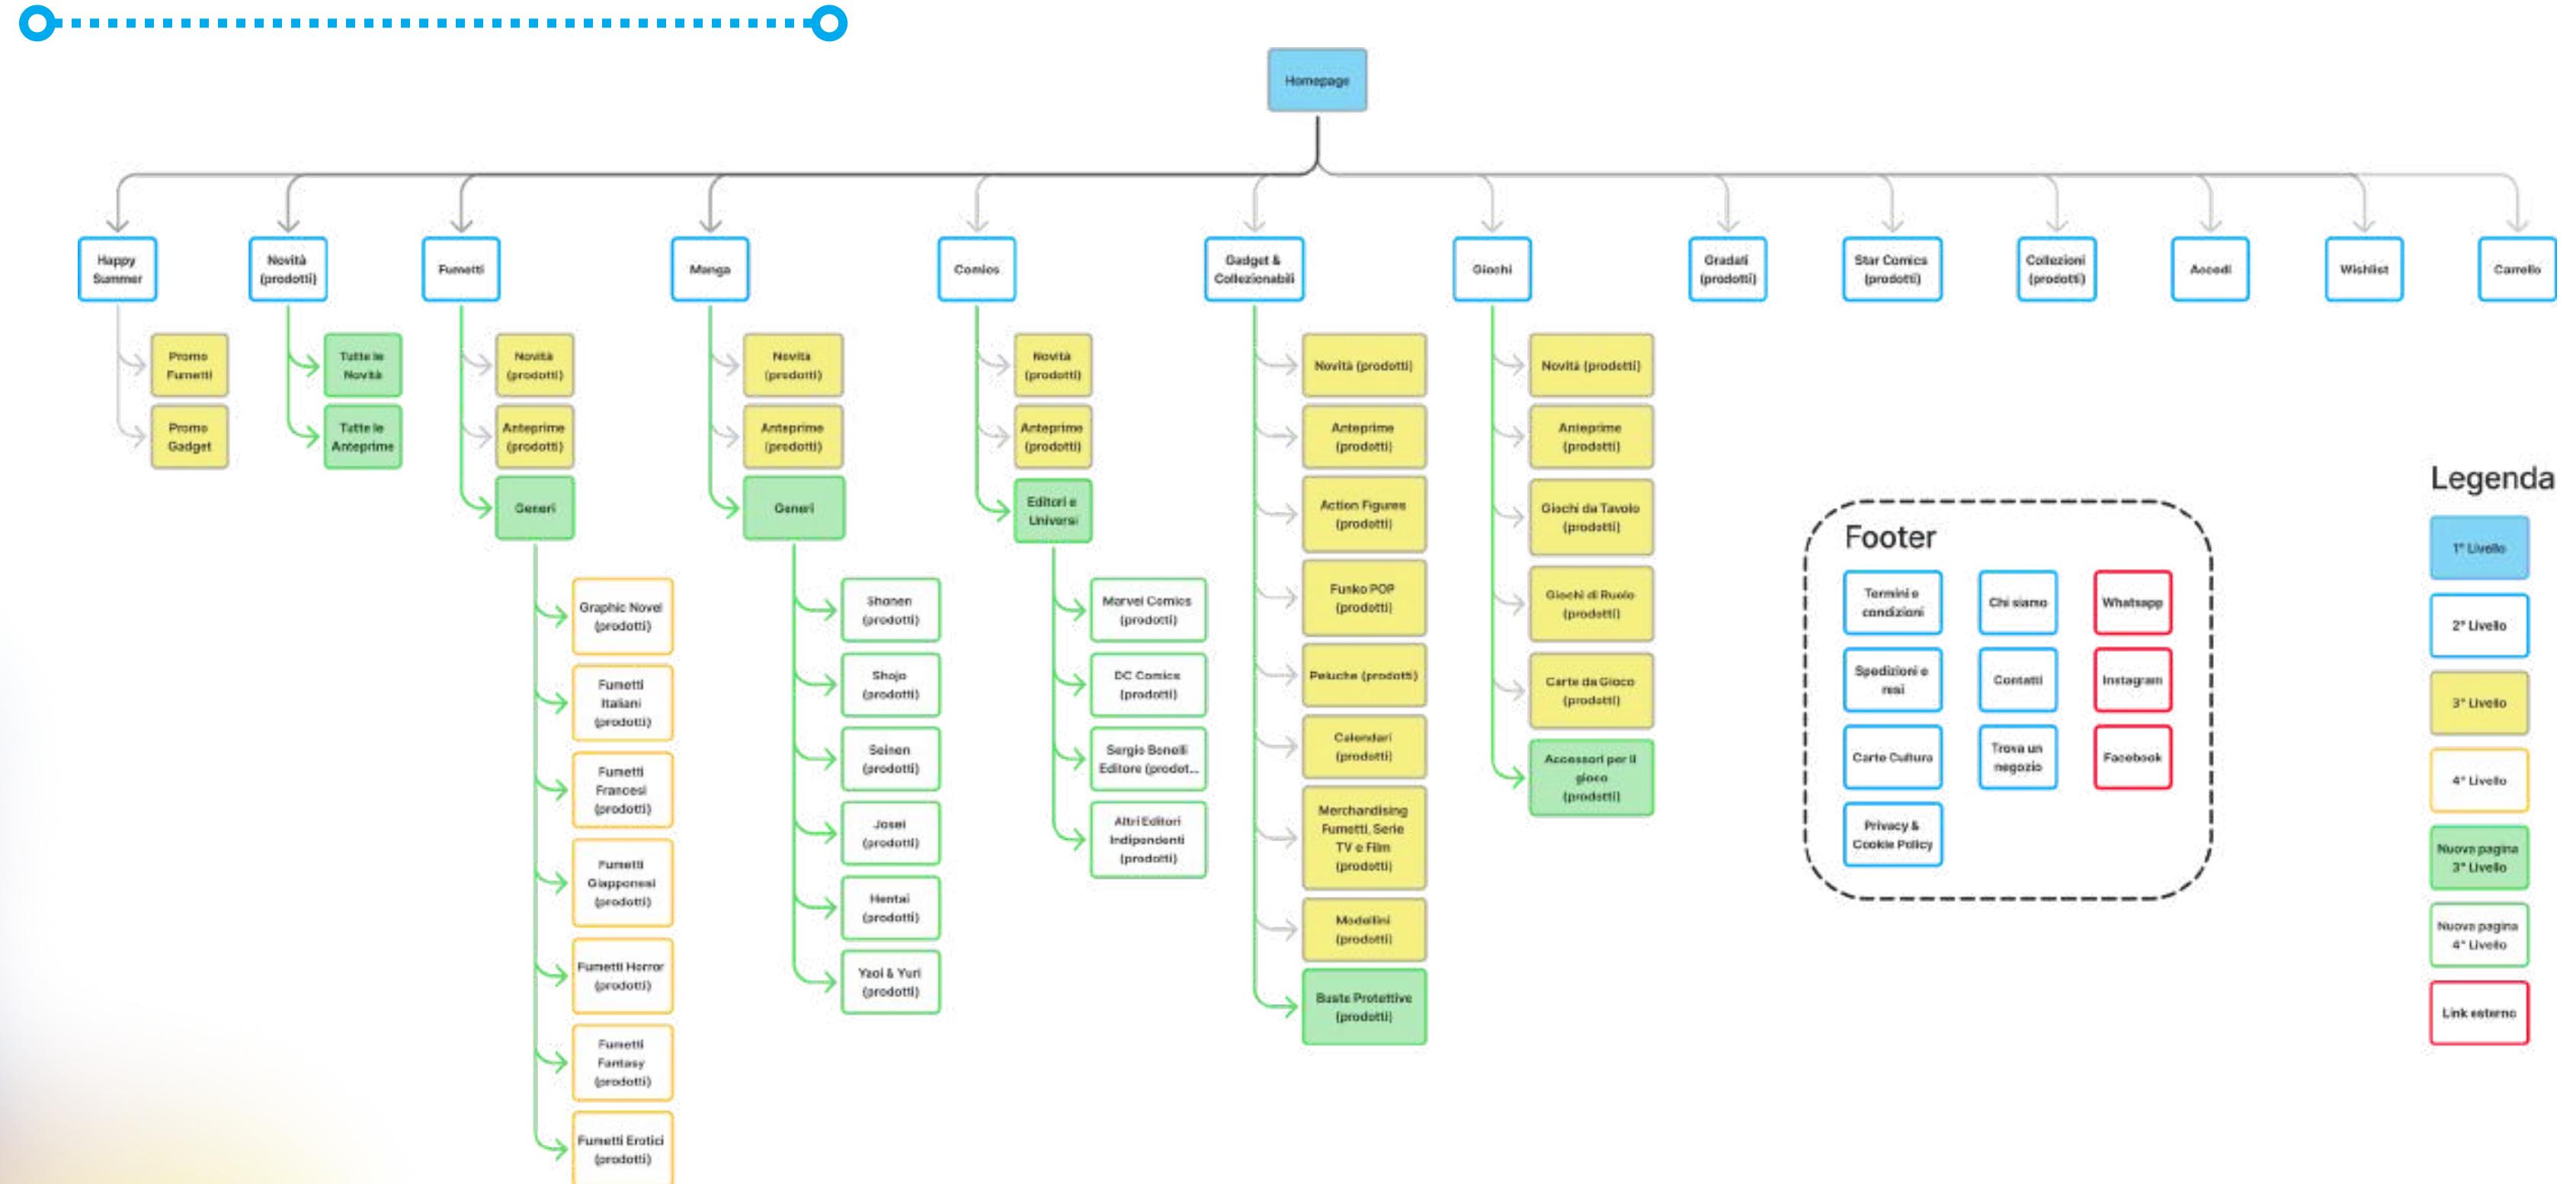 Homepage
Happy
Summer
Novità
(prodotti)
Fumetti
Manga
Comics
Gadget &
Collezionabili
Giochi
Gradati
(prodotti)
Star Comics
(prodotti)
Collezioni
(prodotti)
Accedi
Wishlist
Carrello
Promo
Fumetti
Promo
Gadget
Tutte le
Novità
Tutte le
Anteprime
Novità
(prodotti)
Anteprime
(prodotti)
Generi
Graphic Novel
(prodotti)
Fumetti
Italiani
(prodotti)
Fumetti
Francesi
(prodotti)
Fumetti
Giapponesi
(prodotti)
Fumetti Horror
(prodotti)
Fumetti
Fantasy
(prodotti)
Fumetti Erotici
(prodotti)
Novità
(prodotti)
Anteprime
(prodotti)
Generi
Shonen
(prodotti)
Shojo
(prodotti)
Seinen
(prodotti)
Josei
(prodotti)
Hentai
(prodotti)
Yaoi & Yuri
(prodotti)
Novità
(prodotti)
Anteprime
(prodotti)
Editori e
Universi
Marvel Comics
(prodotti)
DC Comics
(prodotti)
Sergio Bonelli
Editore (prodot...
Altri Editori
Indipendenti
(prodotti)
Novità (prodotti)
Anteprime
(prodotti)
Action Figures
(prodotti)
Funko POP
(prodotti)
Peluche (prodotti)
Calendari
(prodotti)
Merchandising
Fumetti, Serie
TV e Film
(prodotti)
Modellini
(prodotti)
Buste Protettive
(prodotti)
Novità (prodotti)
Anteprime
(prodotti)
Giochi da Tavolo
(prodotti)
Giochi di Ruolo
(prodotti)
Carte da Gioco
(prodotti)
Accessori per il
gioco
(prodotti)
Footer
Termini e
condizioni
Chi siamo
Whatsapp
Spedizioni e
resi
Contatti
Instagram
Carte Cultura
Trova un
negozio
Facebook
Privacy &
Cookie Policy
Legenda
1° Livello
2° Livello
3° Livello
4° Livello
Nuova pagina
3° Livello
Nuova pagina
4° Livello
Link esterno